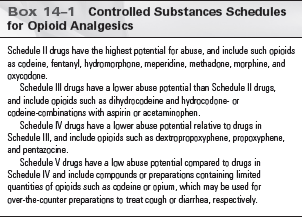 Box 14–1 Controlled Substances Schedules
for Opioid Analgesics
Schedule II drugs have the highest potential for abuse, and include such opioids
as codeine, fentanyl, hydromorphone, meperidine, methadone, morphine, and
oxycodone.
Schedule III drugs have a lower abuse potential than Schedule II drugs,
and include opioids such as dihydrocodeine and hydrocodone- or
codeine-combinations with aspirin or acetaminophen.
Schedule IV drugs have a lower abuse potential relative to drugs in
Schedule III, and include opioids such as dextropropoxyphene, propoxyphene,
and pentazocine.
Schedule V drugs have a low abuse potential compared to drugs in
Schedule IV and include compounds or preparations containing limited
quantities of opioids such as codeine or opium, which may be used for
over-the-counter preparations to treat cough or diarrhea, respectively.